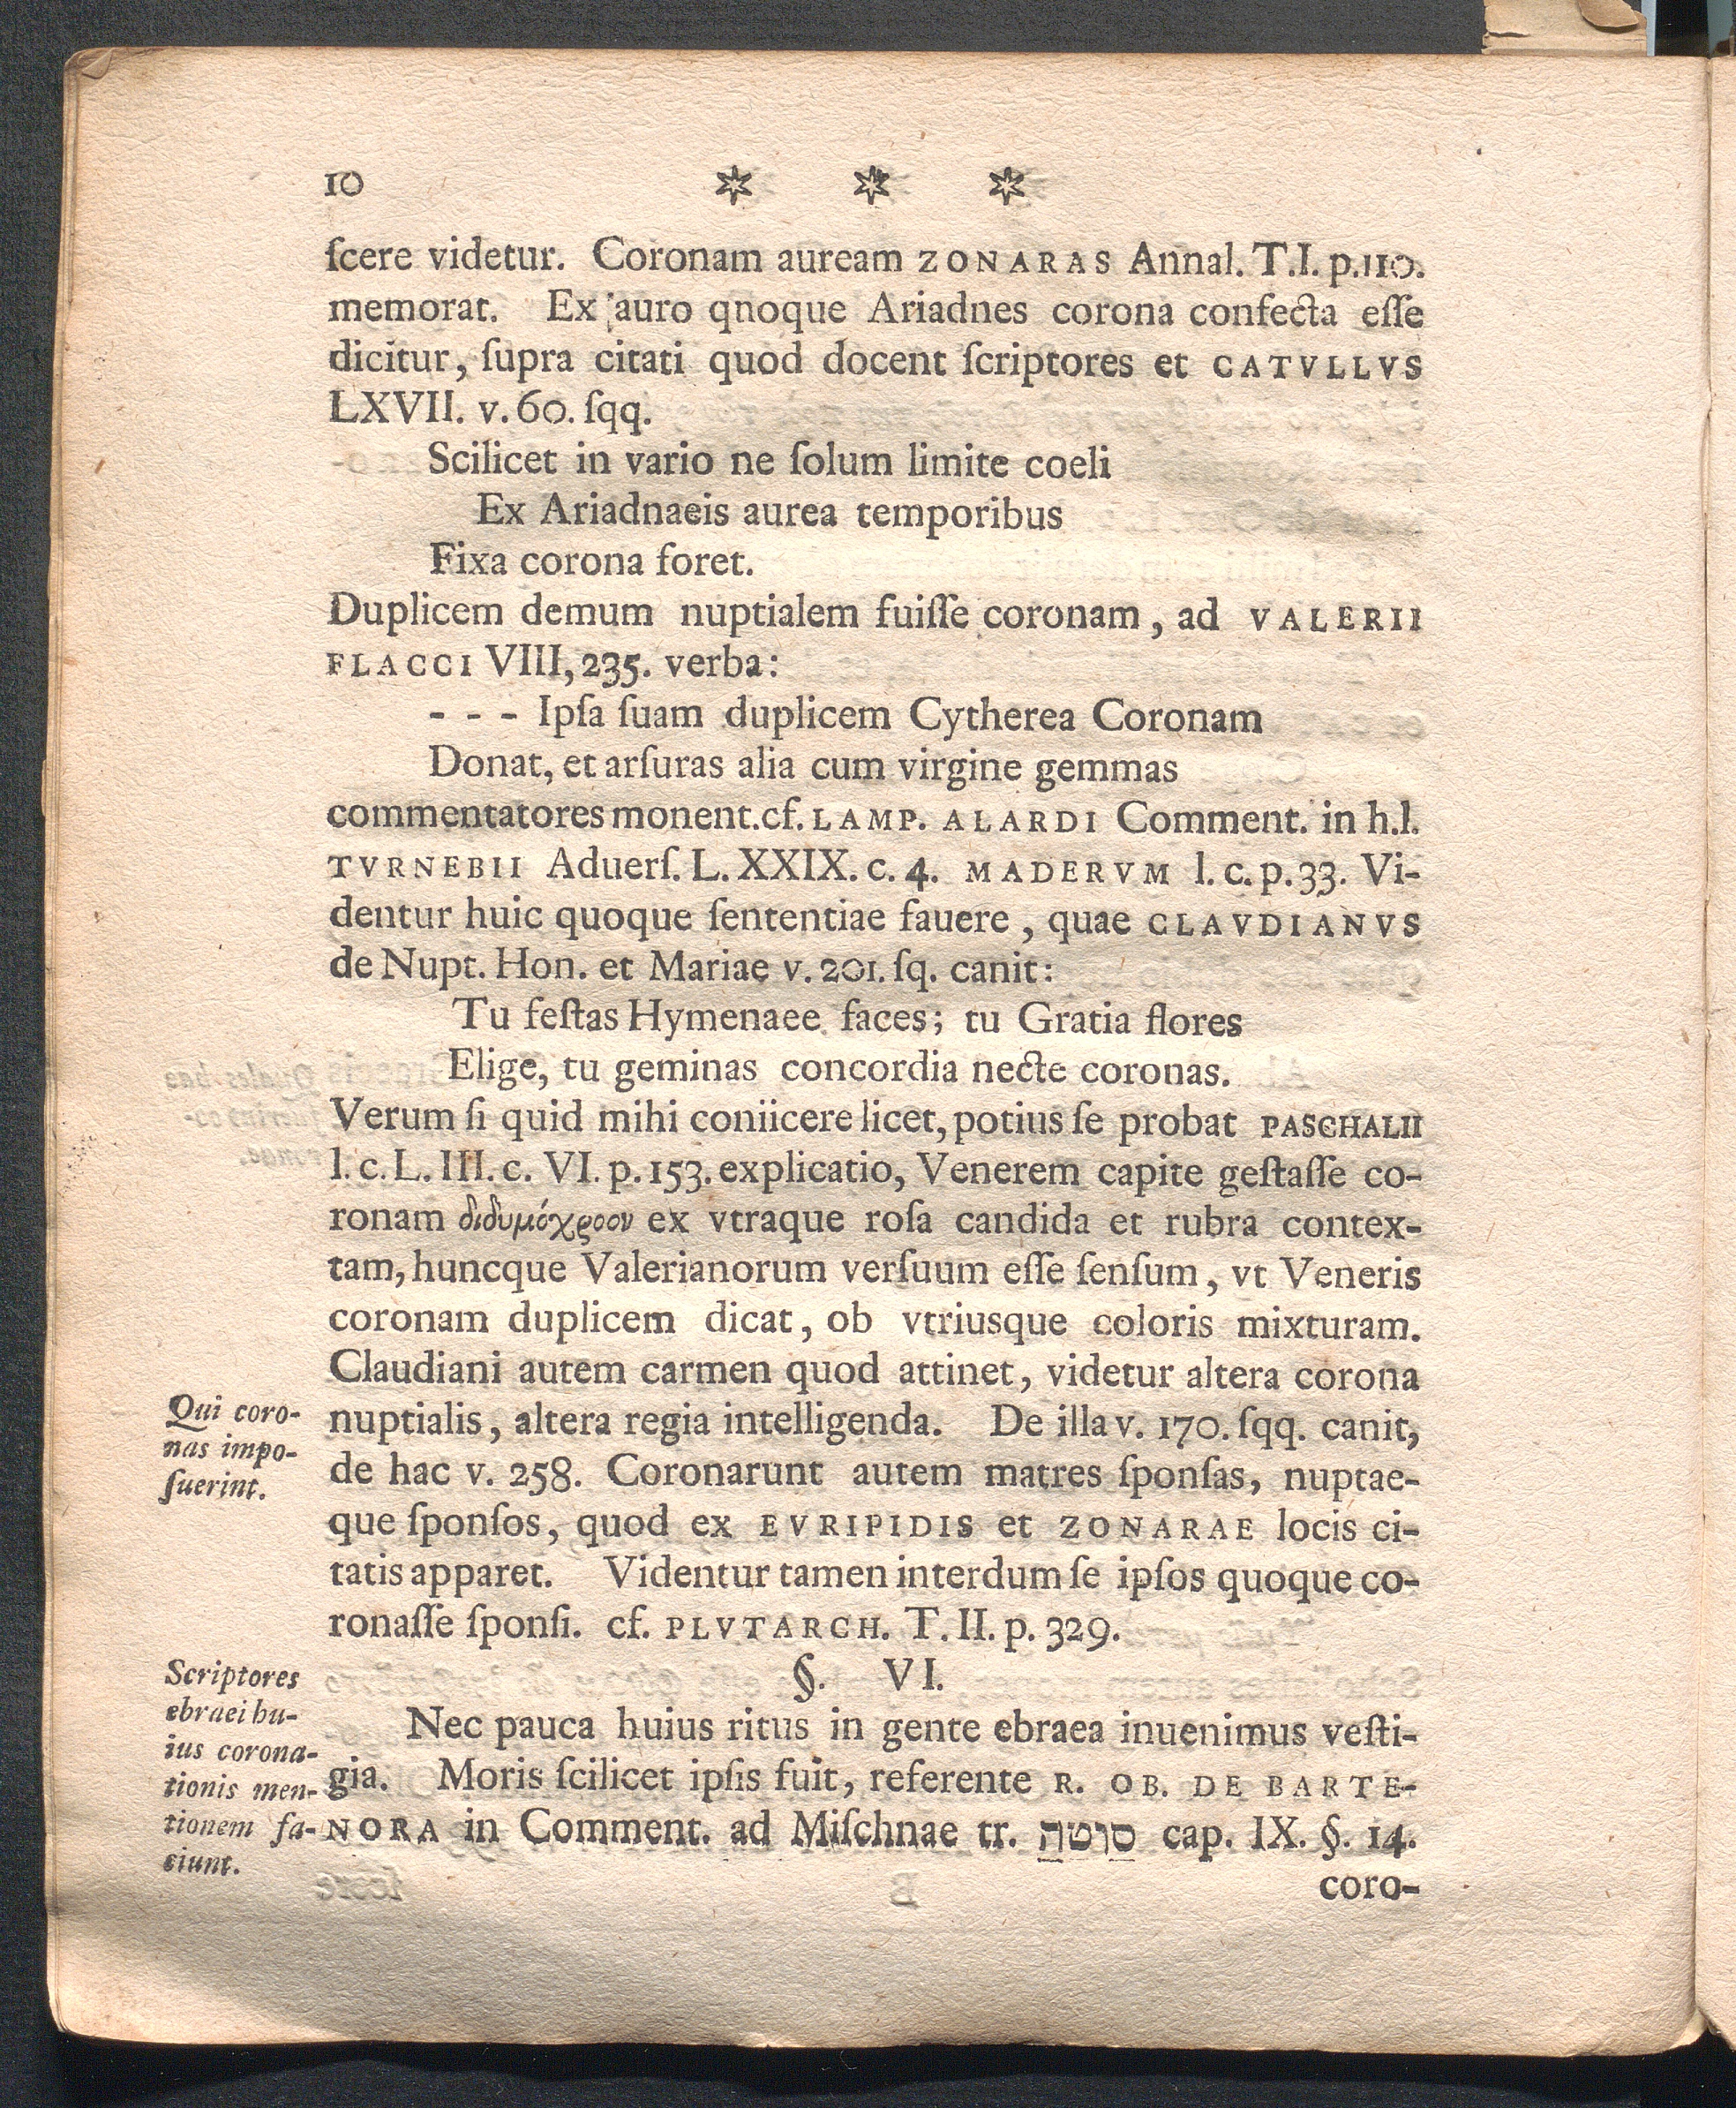 10 * * *
ſcere videtur. Coronam auream ZONARAS Annal. T.I. p.110.
memorat. Ex auro qnoque Ariadnes corona confecta eſſe
dicitur, ſupra citati quod docent ſcriptores et CATVLLVS
LXVII. v. 60. ſqq.
Scilicet in vario ne ſolum limite coeli
Ex Ariadnaeis aurea temporibus
Fixa corona foret.
Duplicem demum nuptialem fuiſſe coronam, ad VALERII
FLACCI VIII, 235. verba:
- - - Ipſa ſuam duplicem Cytherea Coronam
Donat, et arſuras alia cum virgine gemmas
commentatores monent. cf. LAMP. ALARDI Comment. in h.l.
TVRNEBII Aduerſ. L. XXIX. c. 4. MADERVM l. c. p. 33. Vi-
dentur huic quoque ſententiae fauere, quae CLAVDIANVS
de Nupt. Hon. et Mariae v. 201. ſq. canit:
Tu feſtas Hymenaee faces; tu Gratia flores
Elige, tu geminas concordia necte coronas.
Verum ſi quid mihi coniicere licet, potius ſe probat PASCHALII
l. c. L. III. c. VI. p. 153. explicatio, Venerem capite geſtaſſe co-
ronam διδυμόχροον ex vtraque roſa candida et rubra contex-
tam, huncque Valerianorum verſuum eſſe ſenſum, vt Veneris
coronam duplicem dicat, ob vtriusque coloris mixturam.
Claudiani autem carmen quod attinet, videtur altera corona
nuptialis, altera regia intelligenda. De illa v. 170. ſqq. canit,
de hac v. 258. Coronarunt autem matres ſponſas, nuptae-
que ſponſos, quod ex EVRIPIDIS et ZONARAE locis ci-
tatis apparet. Videntur tamen interdum ſe ipſos quoque co-
ronaſſe ſponſi. cf. PLVTARCH. T. II. p. 329.
Qui coro-
nas impo-
ſuerint.
§. VI.
Nec pauca huius ritus in gente ebraea inuenimus veſti-
gia. Moris ſcilicet ipſis fuit, referente R. OB. DE BARTE-
NORA in Comment. ad Miſchnae tr. סוטה cap. IX. §. 14.
Scriptores
ebraei hu-
ius corona-
tionis men-
tionem fa-
ciunt.
coro-